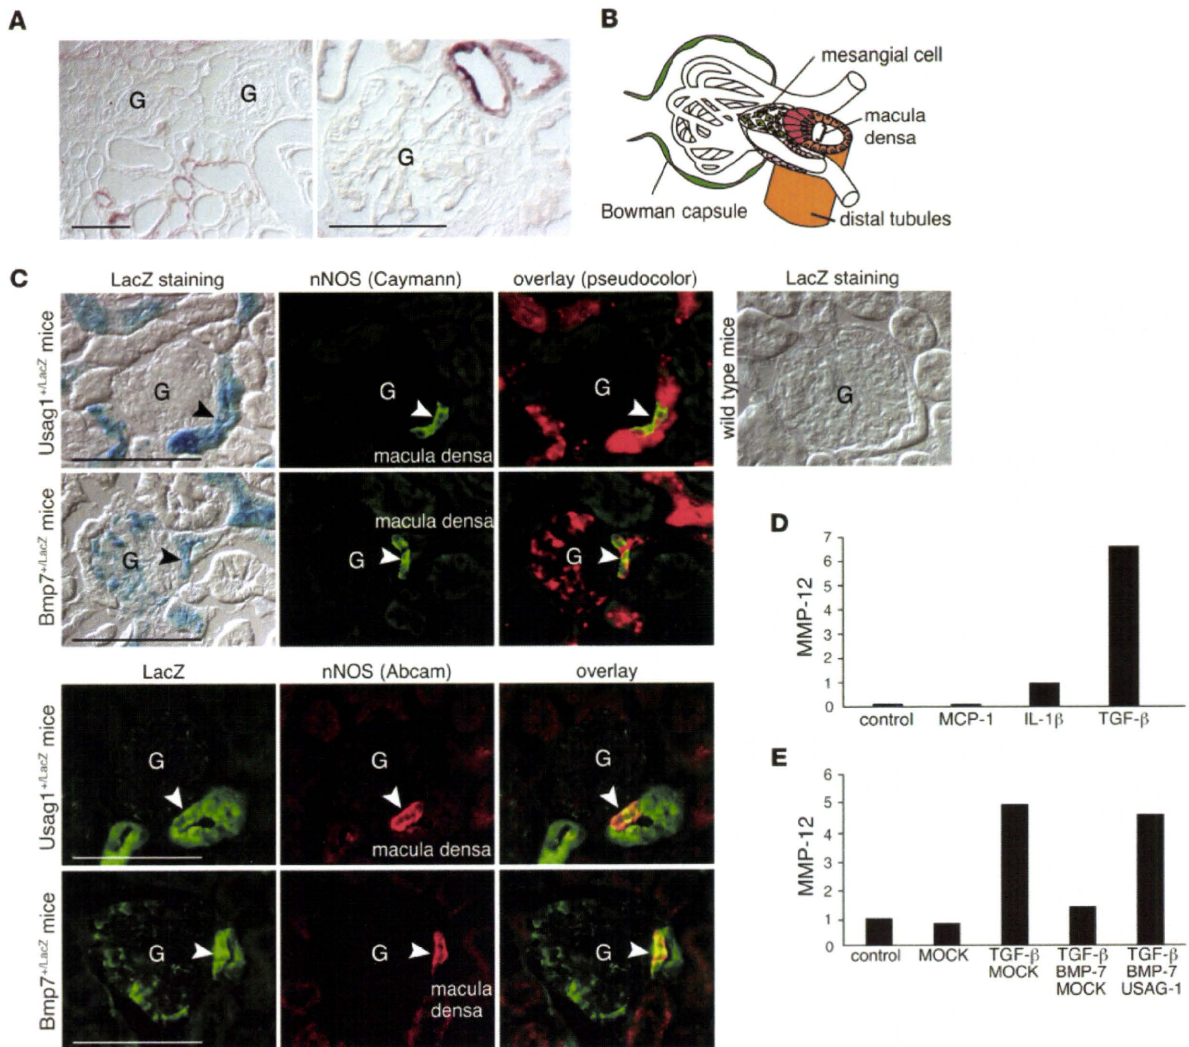 A
G
G
G
B
mesangial cell
macula
densa
Bowman capsule
distal tubules
C
LacZ staining
nNOS (Caymann)
overlay (pseudocolor)
LacZ staining
Usag1+/LacZ mice
G
G
macula densa
G
wild type mice
G
Bmp7+/LacZ mice
G
macula densa
G
G
LacZ
nNOS (Abcam)
overlay
Usag1+/LacZ mice
G
G
macula densa
G
Bmp7+/LacZ mice
G
G
macula
densa
G
D
MMP-12
7
6
5
4
3
2
1
0
control
MCP-1
IL-1β
TGF-β
E
MMP-12
6
5
4
3
2
1
0
control
MOCK
TGF-β
MOCK
TGF-β
BMP-7
MOCK
TGF-β
BMP-7
USAG-1